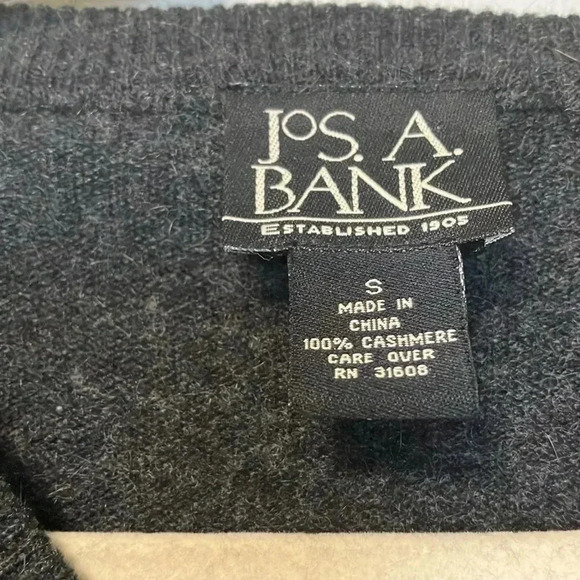 JOS. A.
BANK
ESTABLISHED 1905
S
MADE IN
CHINA
100% CASHMERE
CARE OVER
RN 31608